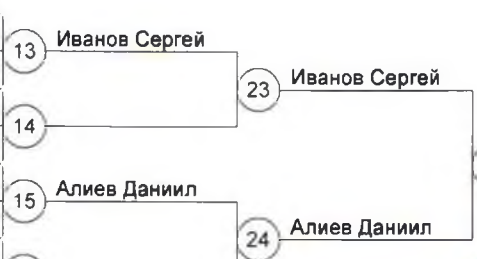 13 Иванов Сергей
23 Иванов Сергей
14
15 Алиев Даниил
24 Алиев Даниил